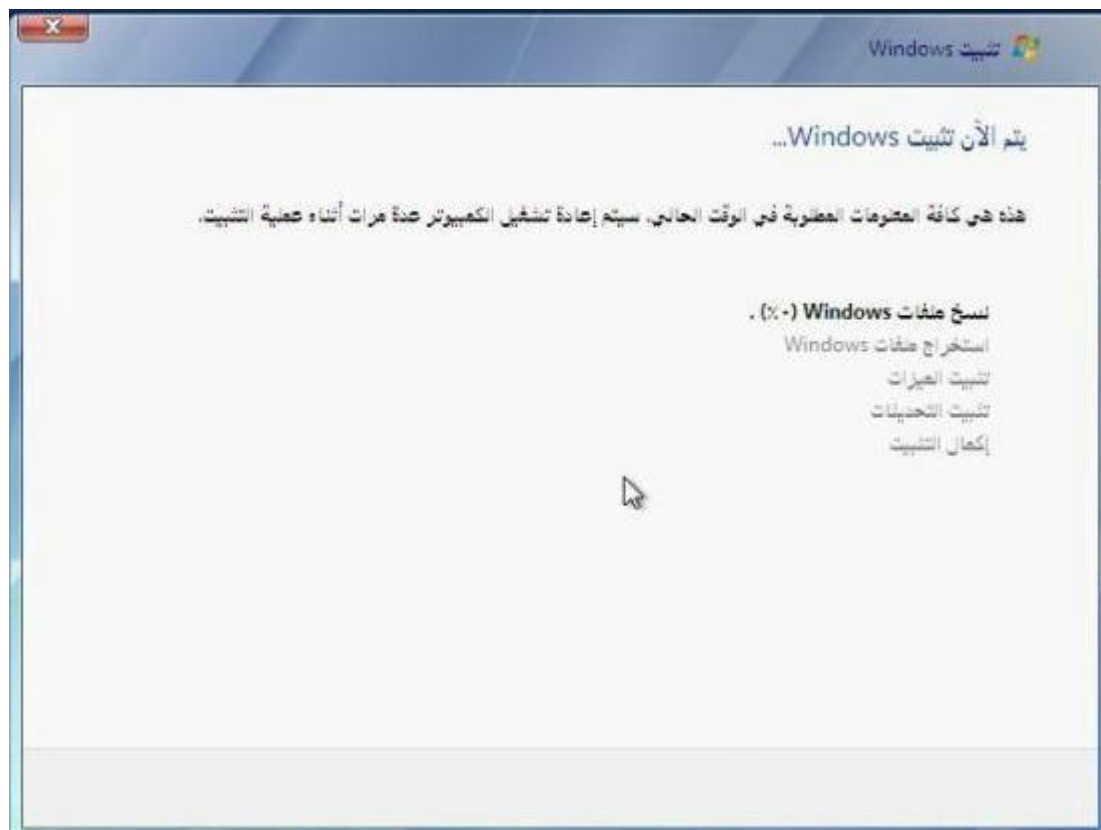 تثبيت Windows
يتم الآن تثبيت Windows...
هذه هي كافة المعلومات المطلوبة في الوقت الحالي. سيتم إعادة تشغيل الكمبيوتر عدة مرات أثناء عملية التثبيت.
نسخ ملفات Windows (٠٪) .
استخراج ملفات Windows
تثبيت الميزات
تثبيت التحديثات
إكمال التثبيت